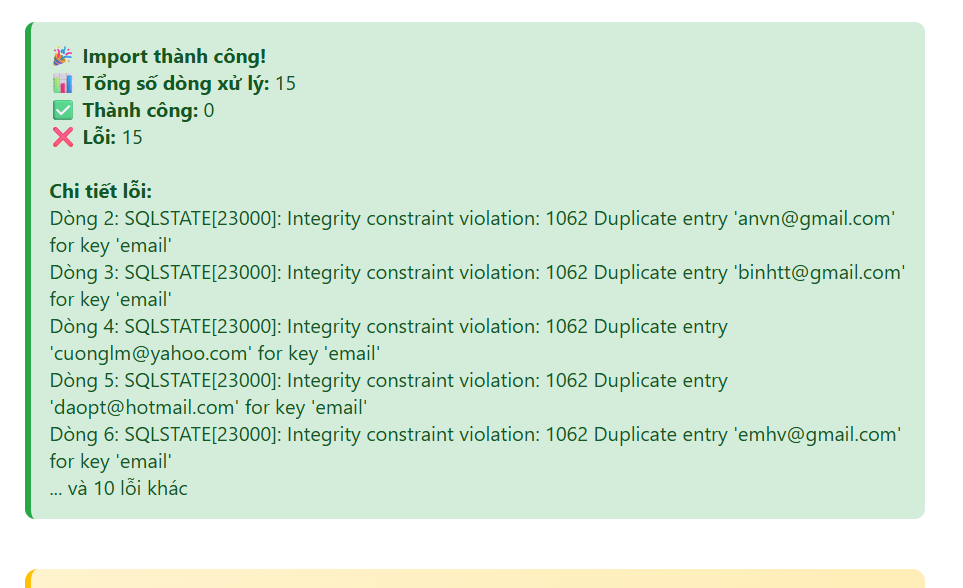 🎉 Import thành công!
📊 Tổng số dòng xử lý: 15
✅ Thành công: 0
❌ Lỗi: 15
Chi tiết lỗi:
Dòng 2: SQLSTATE[23000]: Integrity constraint violation: 1062 Duplicate entry 'anvn@gmail.com'
for key 'email'
Dòng 3: SQLSTATE[23000]: Integrity constraint violation: 1062 Duplicate entry 'binhtt@gmail.com'
for key 'email'
Dòng 4: SQLSTATE[23000]: Integrity constraint violation: 1062 Duplicate entry
'cuonglm@yahoo.com' for key 'email'
Dòng 5: SQLSTATE[23000]: Integrity constraint violation: 1062 Duplicate entry
'daopt@hotmail.com' for key 'email'
Dòng 6: SQLSTATE[23000]: Integrity constraint violation: 1062 Duplicate entry 'emhv@gmail.com'
for key 'email'
... và 10 lỗi khác